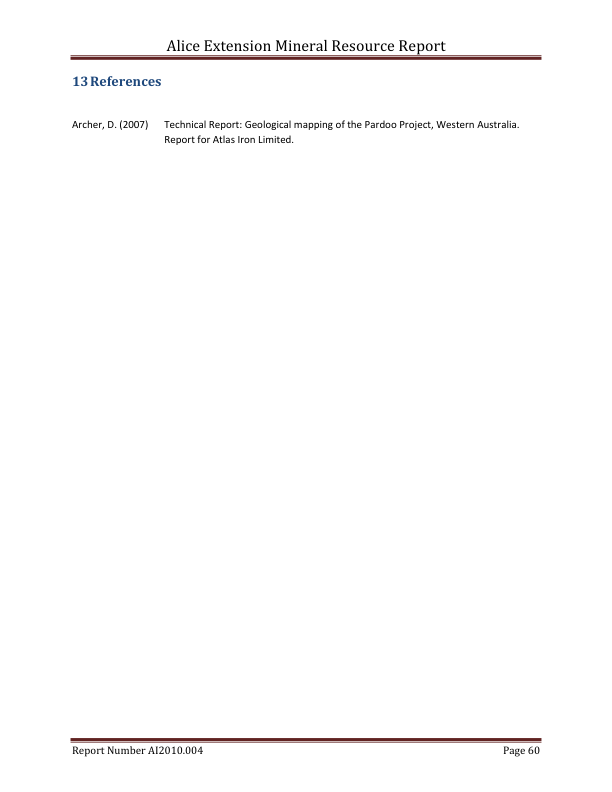 Alice Extension Mineral Resource Report
13 References
Archer, D. (2007) Technical Report: Geological mapping of the Pardoo Project, Western Australia.
Report for Atlas Iron Limited.
Report Number AI2010.004 Page 60